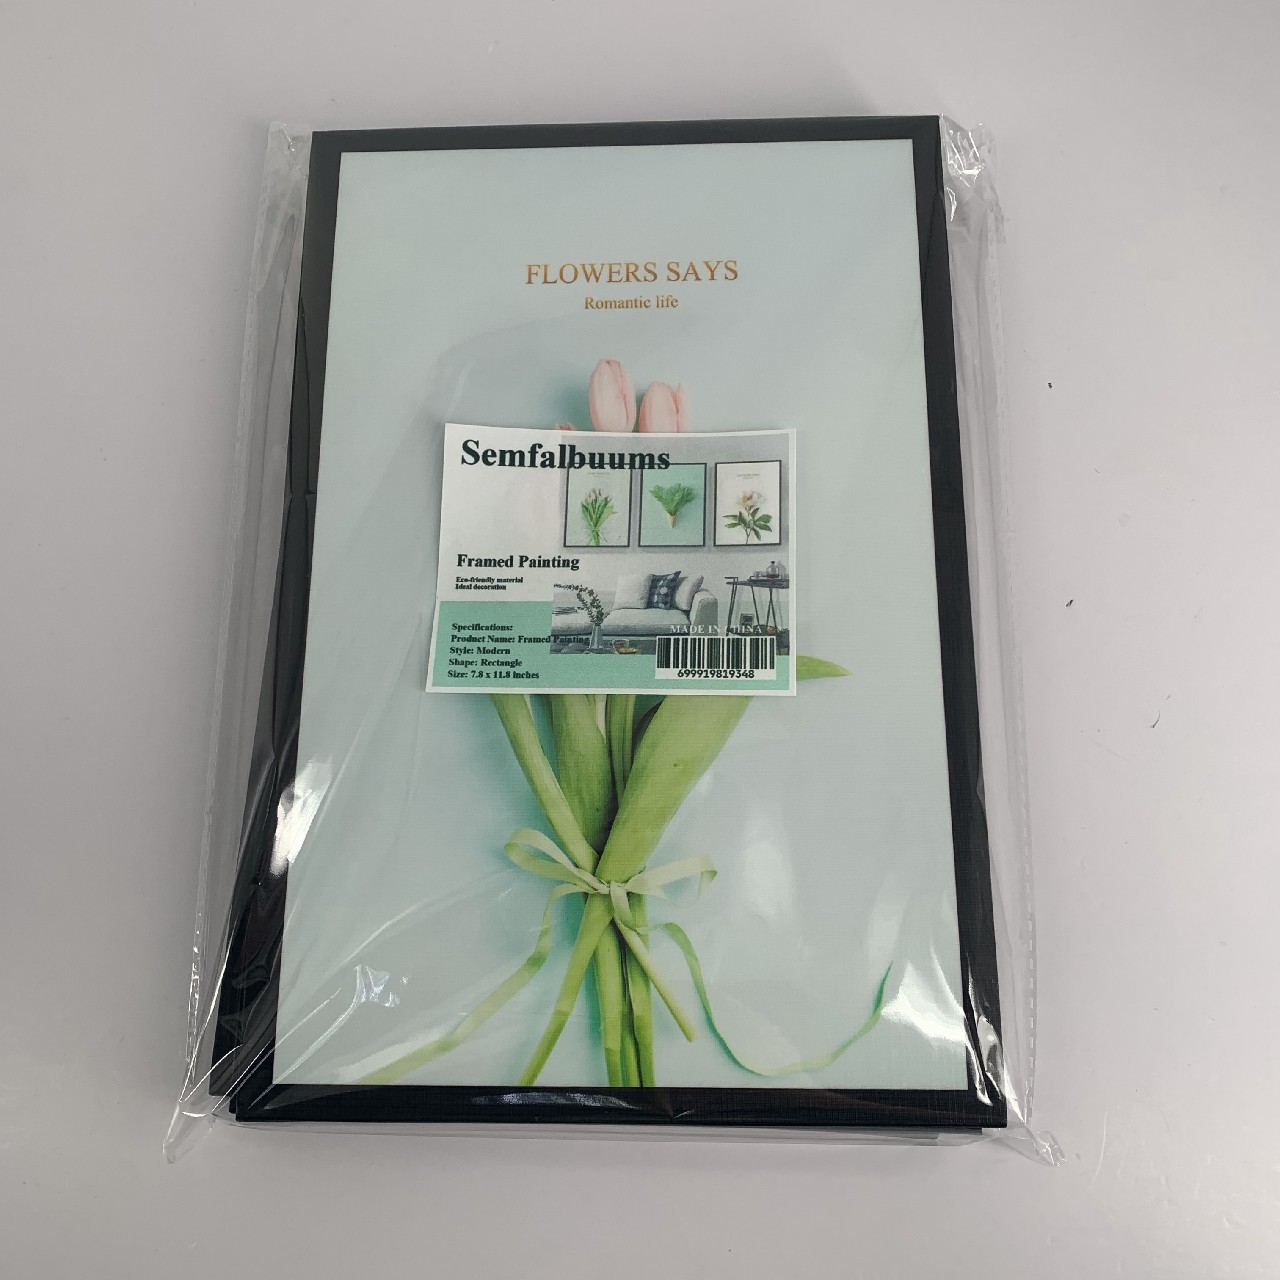 FLOWERS SAYS
Romantic life
Semfalbuums
Framed Painting
Eco-friendly material
Ideal decoration
Specifications:
Product Name: Framed Painting
Style: Modern
Shape: Rectangle
Size: 7.8 x 11.8 inches
MADE IN CHINA
699919819348